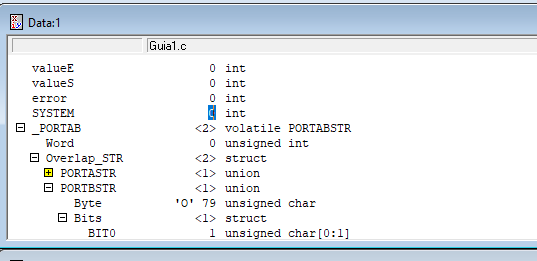 Data:1
Guia1.c
valueE 0 int
valueS 0 int
error 0 int
SYSTEM 0 int
_PORTAB <2> volatile PORTABSTR
Word 0 unsigned int
Overlap_STR <2> struct
PORTASTR <1> union
PORTBSTR <1> union
Byte 'O' 79 unsigned char
Bits <1> struct
BIT0 1 unsigned char[0:1]